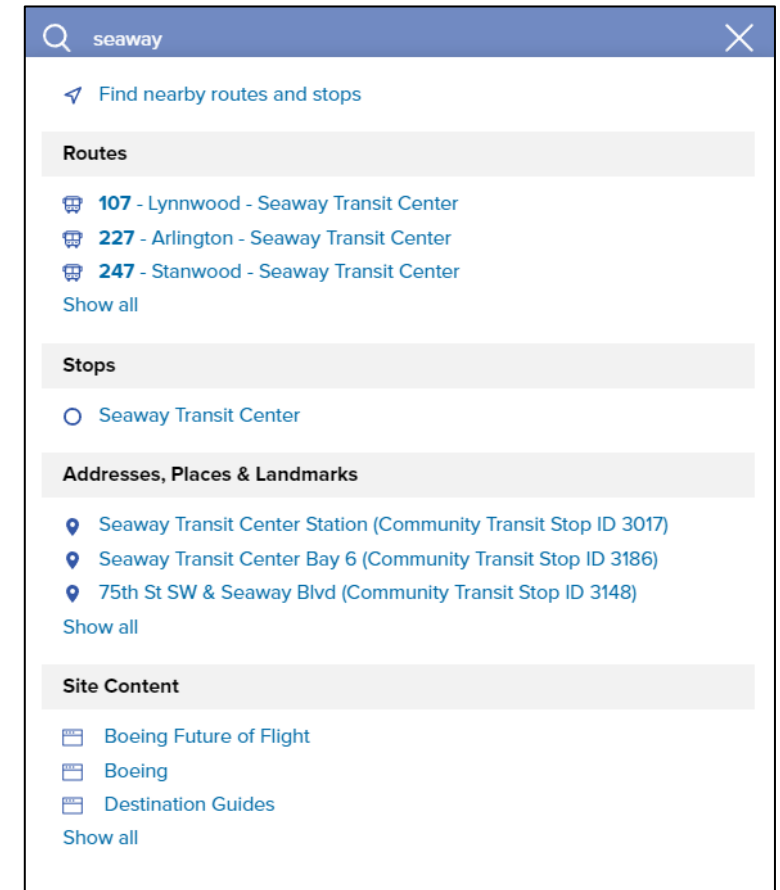 seaway
Find nearby routes and stops
Routes
107 - Lynnwood - Seaway Transit Center
227 - Arlington - Seaway Transit Center
247 - Stanwood - Seaway Transit Center
Show all
Stops
Seaway Transit Center
Addresses, Places & Landmarks
Seaway Transit Center Station (Community Transit Stop ID 3017)
Seaway Transit Center Bay 6 (Community Transit Stop ID 3186)
75th St SW & Seaway Blvd (Community Transit Stop ID 3148)
Show all
Site Content
Boeing Future of Flight
Boeing
Destination Guides
Show all